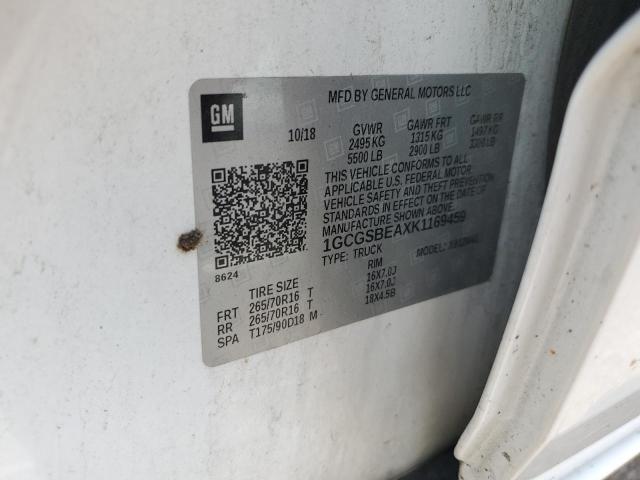 GM
MFD BY GENERAL MOTORS LLC
10/18 GVWR GAWR FRT GAWR RR
2495 KG 1315 KG 1497 KG
5500 LB 2900 LB 3300 LB
THIS VEHICLE CONFORMS TO ALL
APPLICABLE U.S. FEDERAL MOTOR
VEHICLE SAFETY AND THEFT PREVENTION
STANDARDS IN EFFECT ON THE DATE OF
MANUFACTURE SHOWN ABOVE.
1GCGSBEAXK1169459
TYPE: TRUCK MODEL:
8624
TIRE SIZE RIM
FRT 265/70R16 T 16X7.0J
RR 265/70R16 T 16X7.0J
SPA T175/90D18 M 18X4.5B